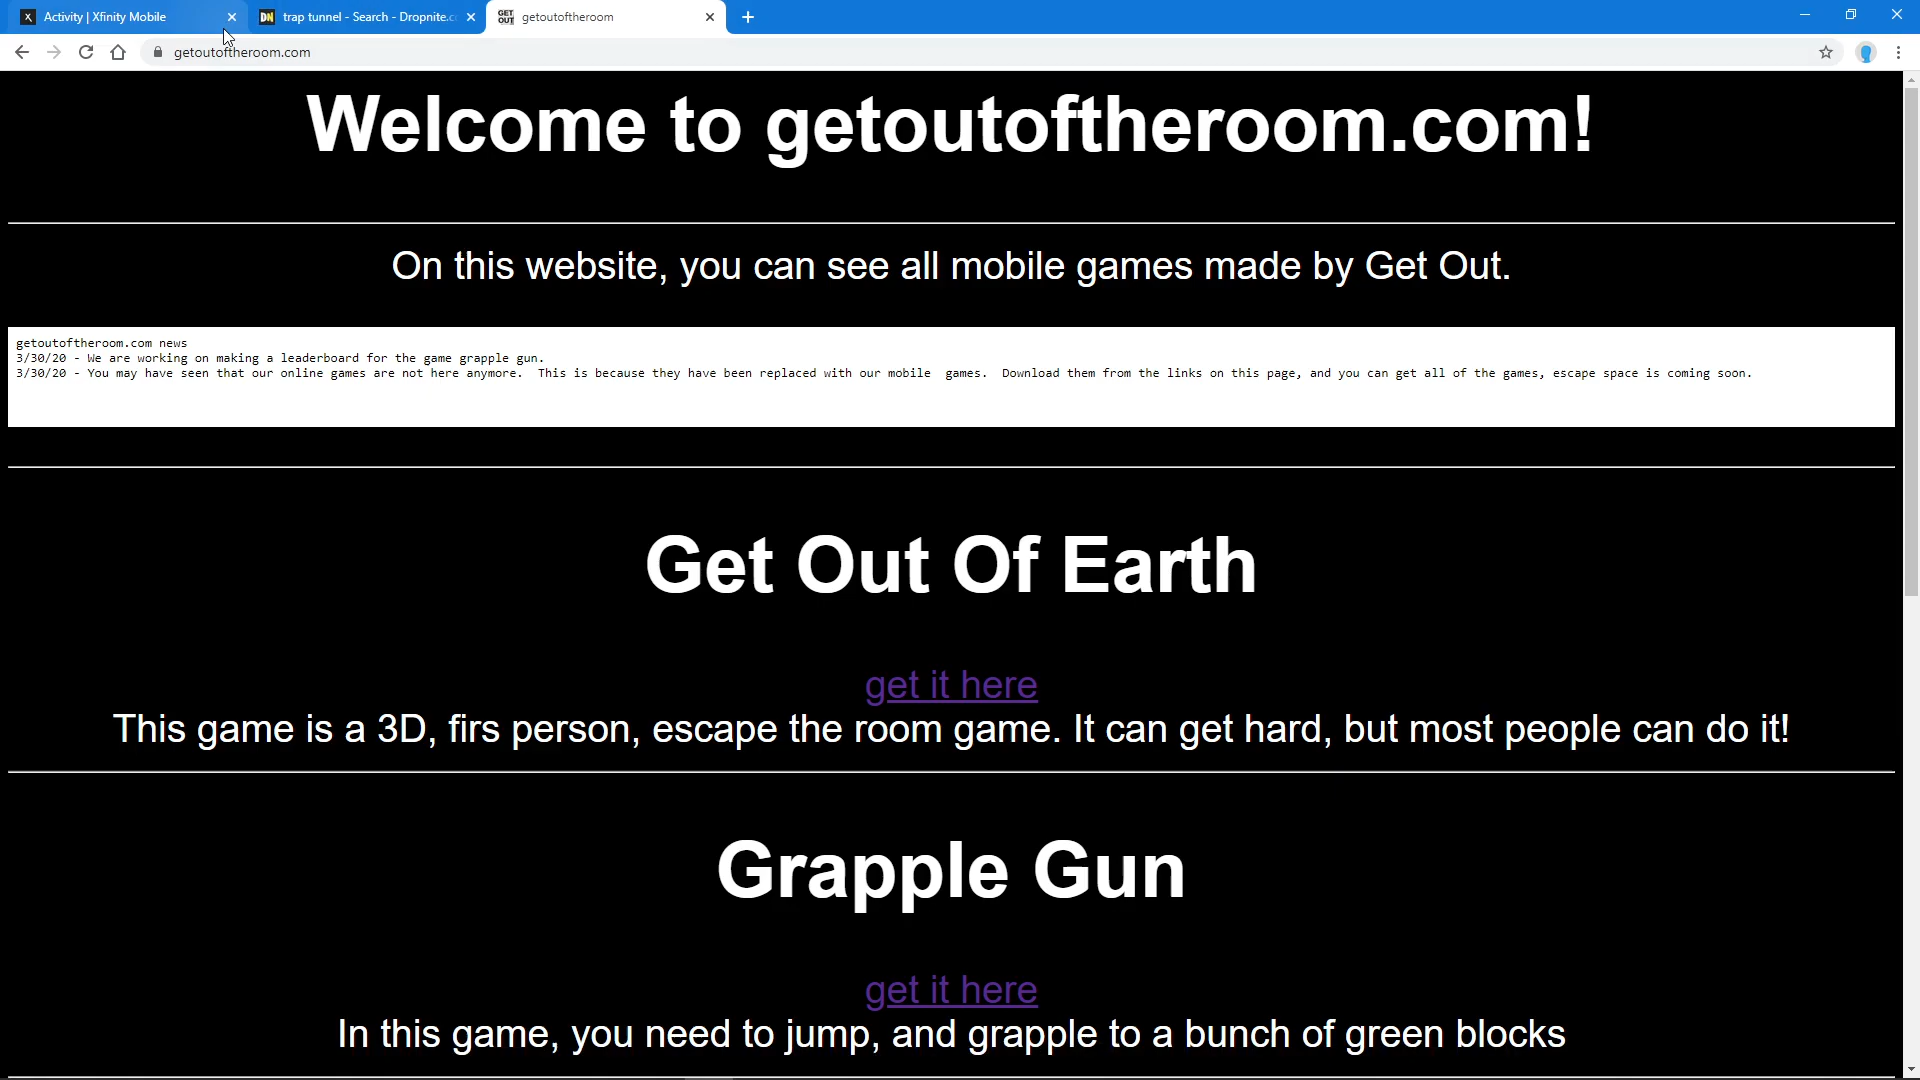 Activity | Xfinity Mobile
DN trap tunnel - Search - Dropnite.c
GET OUT getoutoftheroom
getoutoftheroom.com
Welcome to getoutoftheroom.com!
On this website, you can see all mobile games made by Get Out.
getoutoftheroom.com news
3/30/20 - We are working on making a leaderboard for the game grapple gun.
3/30/20 - You may have seen that our online games are not here anymore.  This is because they have been replaced with our mobile  games.  Download them from the links on this page, and you can get all of the games, escape space is coming soon.
Get Out Of Earth
get it here
This game is a 3D, firs person, escape the room game. It can get hard, but most people can do it!
Grapple Gun
get it here
In this game, you need to jump, and grapple to a bunch of green blocks